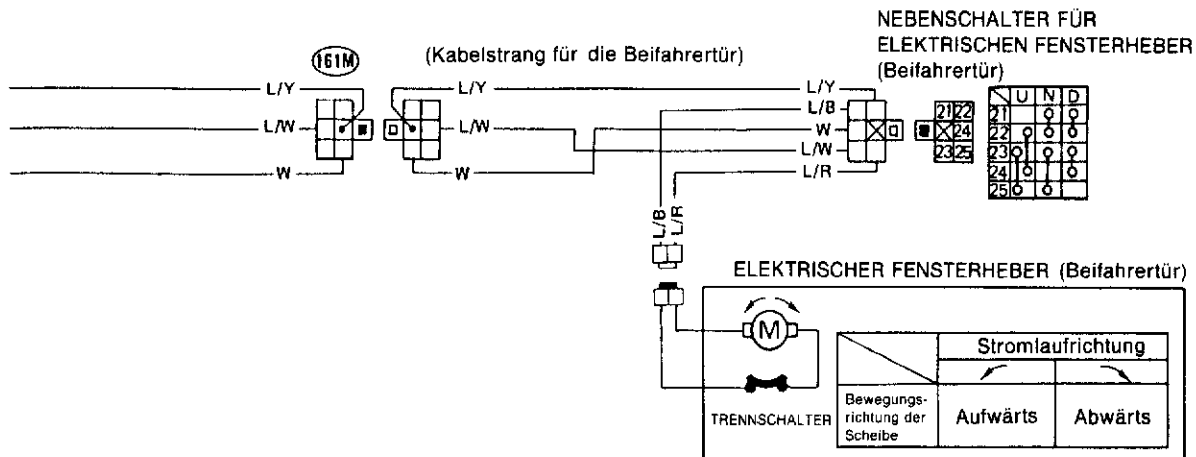 NEBENSCHALTER FÜR
ELEKTRISCHEN FENSTERHEBER
(Beifahrertür)
161M
(Kabelstrang für die Beifahrertür)
L/Y
L/Y
L/Y
L/B
L/W
L/W
W
L/W
W
W
L/R
21 22
24
23 25
U N D
21
22
23
24
25
L/B
L/R
ELEKTRISCHER FENSTERHEBER (Beifahrertür)
M
TRENNSCHALTER
Stromlaufrichtung
Bewegungs-
richtung der
Scheibe
Aufwärts
Abwärts